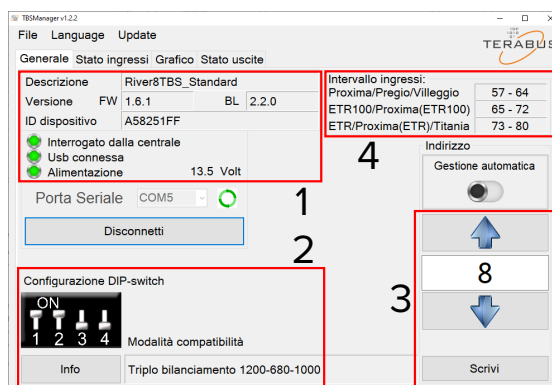 TBSManager v1.2.2
File Language Update
TERABUS
Generale Stato ingressi Grafico Stato uscite
Descrizione River8TBS_Standard
Versione FW 1.6.1 BL 2.2.0
ID dispositivo A58251FF
Interrogato dalla centrale
Usb connessa
Alimentazione 13.5 Volt
1
Intervallo ingressi:
Proxima/Pregio/Villeggio 57 - 64
ETR100/Proxima(ETR100) 65 - 72
ETR/Proxima(ETR)/Titania 73 - 80
4
Porta Seriale COM5
Disconnetti
2
Indirizzo
Gestione automatica
8
3
Scrivi
Configurazione DIP-switch
ON
1 2 3 4
Modalità compatibilità
Info Triplo bilanciamento 1200-680-1000